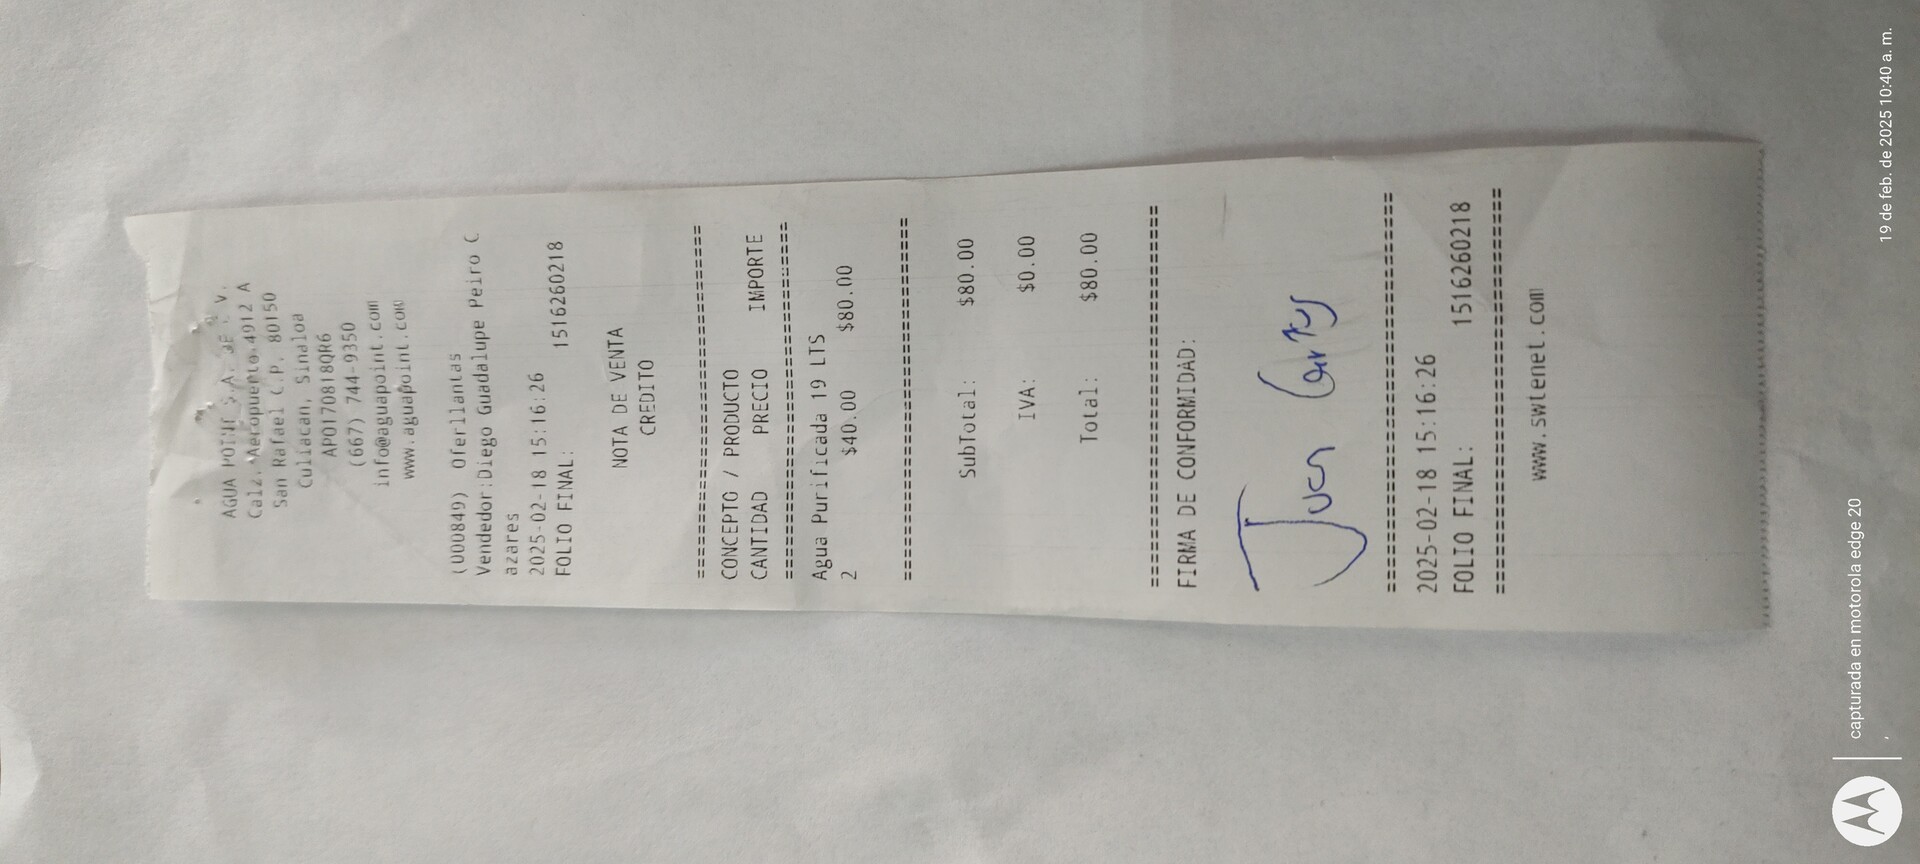 AGUA POINT S.A. DE C.V.
Calz. Aeropuerto 4912 A
San Rafael C.P. 80150
Culiacan, Sinaloa
APO170818QR6
(667) 744-9350
info@aguapoint.com
www.aguapoint.com
(U00849) Oferllantas
Vendedor:Diego Guadalupe Peiro C
azares
2025-02-18 15:16:26
FOLIO FINAL: 1516260218
NOTA DE VENTA
CREDITO
================================
CONCEPTO / PRODUCTO
CANTIDAD PRECIO IMPORTE
================================
Agua Purificada 19 LTS
2 $40.00 $80.00
================================
SubTotal: $80.00
IVA: $0.00
Total: $80.00
================================
FIRMA DE CONFORMIDAD:
Juan
================================
2025-02-18 15:16:26
FOLIO FINAL: 1516260218
================================
www.swtenet.com
capturada en motorola edge 20
19 de feb. de 2025 10:40 a. m.